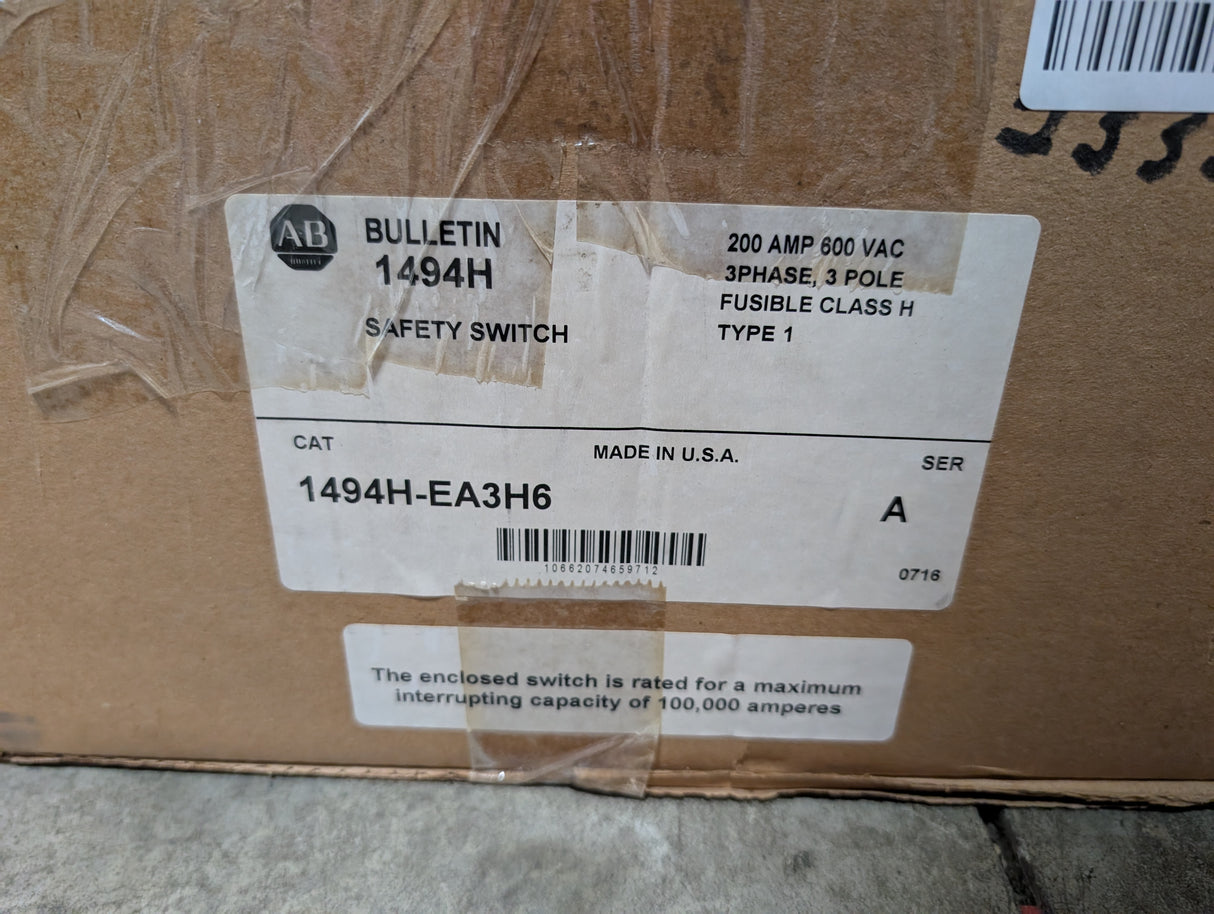 AB
BULLETIN
1494H
SAFETY SWITCH
200 AMP 600 VAC
3PHASE, 3 POLE
FUSIBLE CLASS H
TYPE 1
CAT
MADE IN U.S.A.
SER
1494H-EA3H6
A
10662074659712
0716
The enclosed switch is rated for a maximum
interrupting capacity of 100,000 amperes